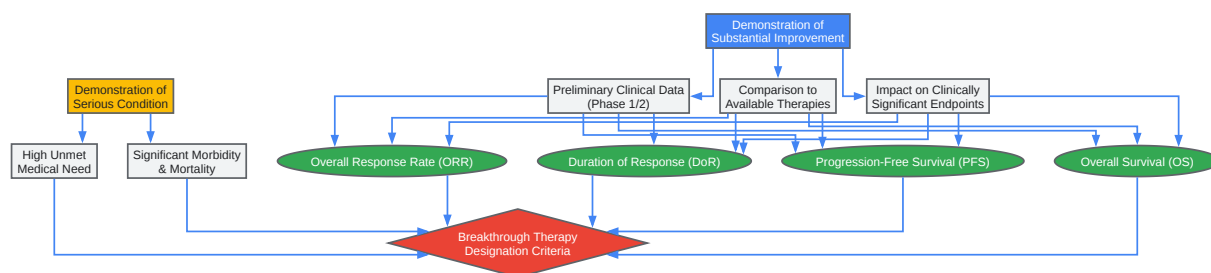 Demonstration of
Substantial Improvement
Demonstration of
Serious Condition
Preliminary Clinical Data
(Phase 1/2)
Comparison to
Available Therapies
Impact on Clinically
Significant Endpoints
High Unmet
Medical Need
Significant Morbidity
& Mortality
Overall Response Rate (ORR)
Duration of Response (DoR)
Progression-Free Survival (PFS)
Overall Survival (OS)
Breakthrough Therapy
Designation Criteria